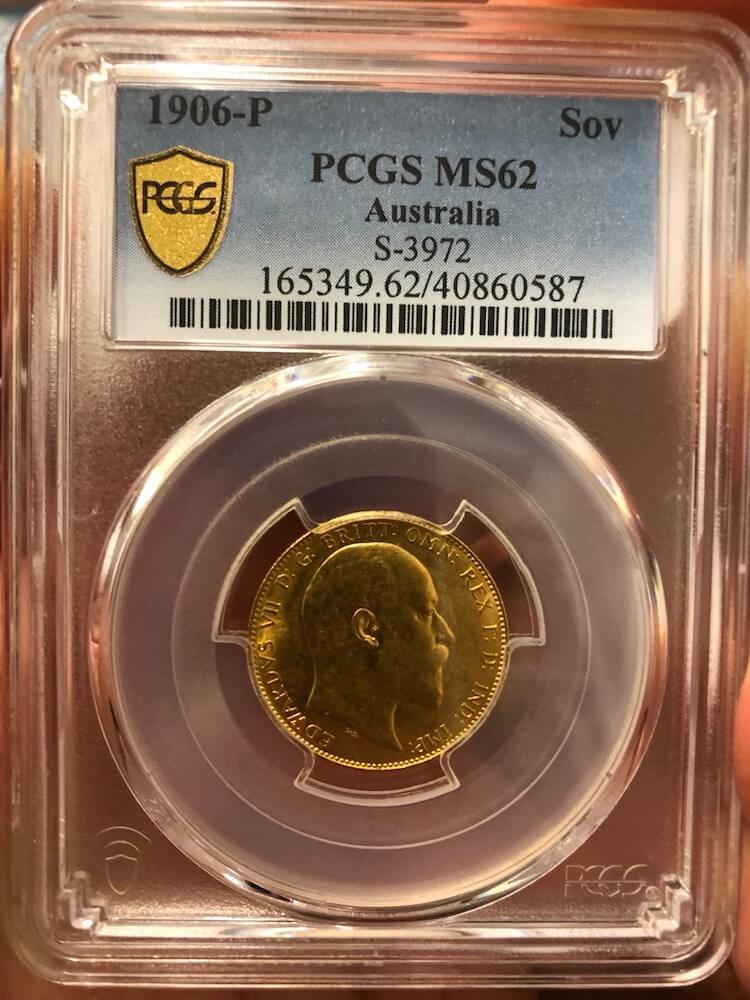 1906-P Sov
PCGS MS62
PCGS
Australia
S-3972
165349.62/40860587
EDWARDVS VII D: G: BRITT: OMN: REX F: D: IND: IMP:
PCGS